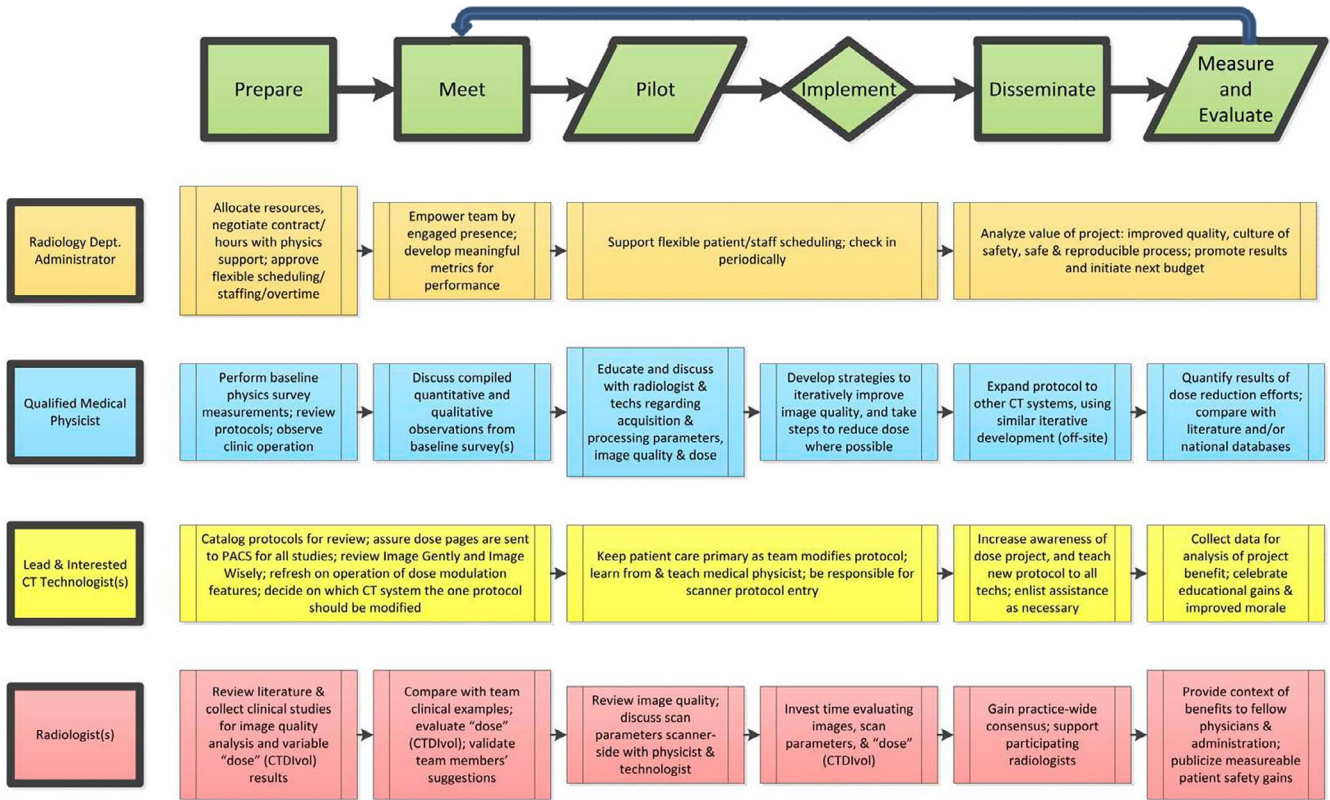 Prepare
Meet
Pilot
Implement
Disseminate
Measure
and
Evaluate
Radiology Dept.
Administrator
Allocate resources,
negotiate contract/
hours with physics
support; approve
flexible scheduling/
staffing/overtime
Empower team by
engaged presence;
develop meaningful
metrics for
performance
Support flexible patient/staff scheduling; check in
periodically
Analyze value of project: improved quality, culture of
safety, safe & reproducible process; promote results
and initiate next budget
Qualified Medical
Physicist
Perform baseline
physics survey
measurements; review
protocols; observe
clinic operation
Discuss compiled
quantitative and
qualitative
observations from
baseline survey(s)
Educate and discuss
with radiologist &
techs regarding
acquisition &
processing parameters,
image quality & dose
Develop strategies to
iteratively improve
image quality, and take
steps to reduce dose
where possible
Expand protocol to
other CT systems, using
similar iterative
development (off-site)
Quantify results of
dose reduction efforts;
compare with
literature and/or
national databases
Lead & Interested
CT Technologist(s)
Catalog protocols for review; assure dose pages are sent
to PACS for all studies; review Image Gently and Image
Wisely; refresh on operation of dose modulation
features; decide on which CT system the one protocol
should be modified
Keep patient care primary as team modifies protocol;
learn from & teach medical physicist; be responsible for
scanner protocol entry
Increase awareness of
dose project, and teach
new protocol to all
techs; enlist assistance
as necessary
Collect data for
analysis of project
benefit; celebrate
educational gains &
improved morale
Radiologist(s)
Review literature &
collect clinical studies
for image quality
analysis and variable
“dose” (CTDIvol)
results
Compare with team
clinical examples;
evaluate “dose”
(CTDIvol); validate
team members’
suggestions
Review image quality;
discuss scan
parameters scanner-
side with physicist &
technologist
Invest time evaluating
images, scan
parameters, & “dose”
(CTDIvol)
Gain practice-wide
consensus; support
participating
radiologists
Provide context of
benefits to fellow
physicians &
administration;
publicize measureable
patient safety gains